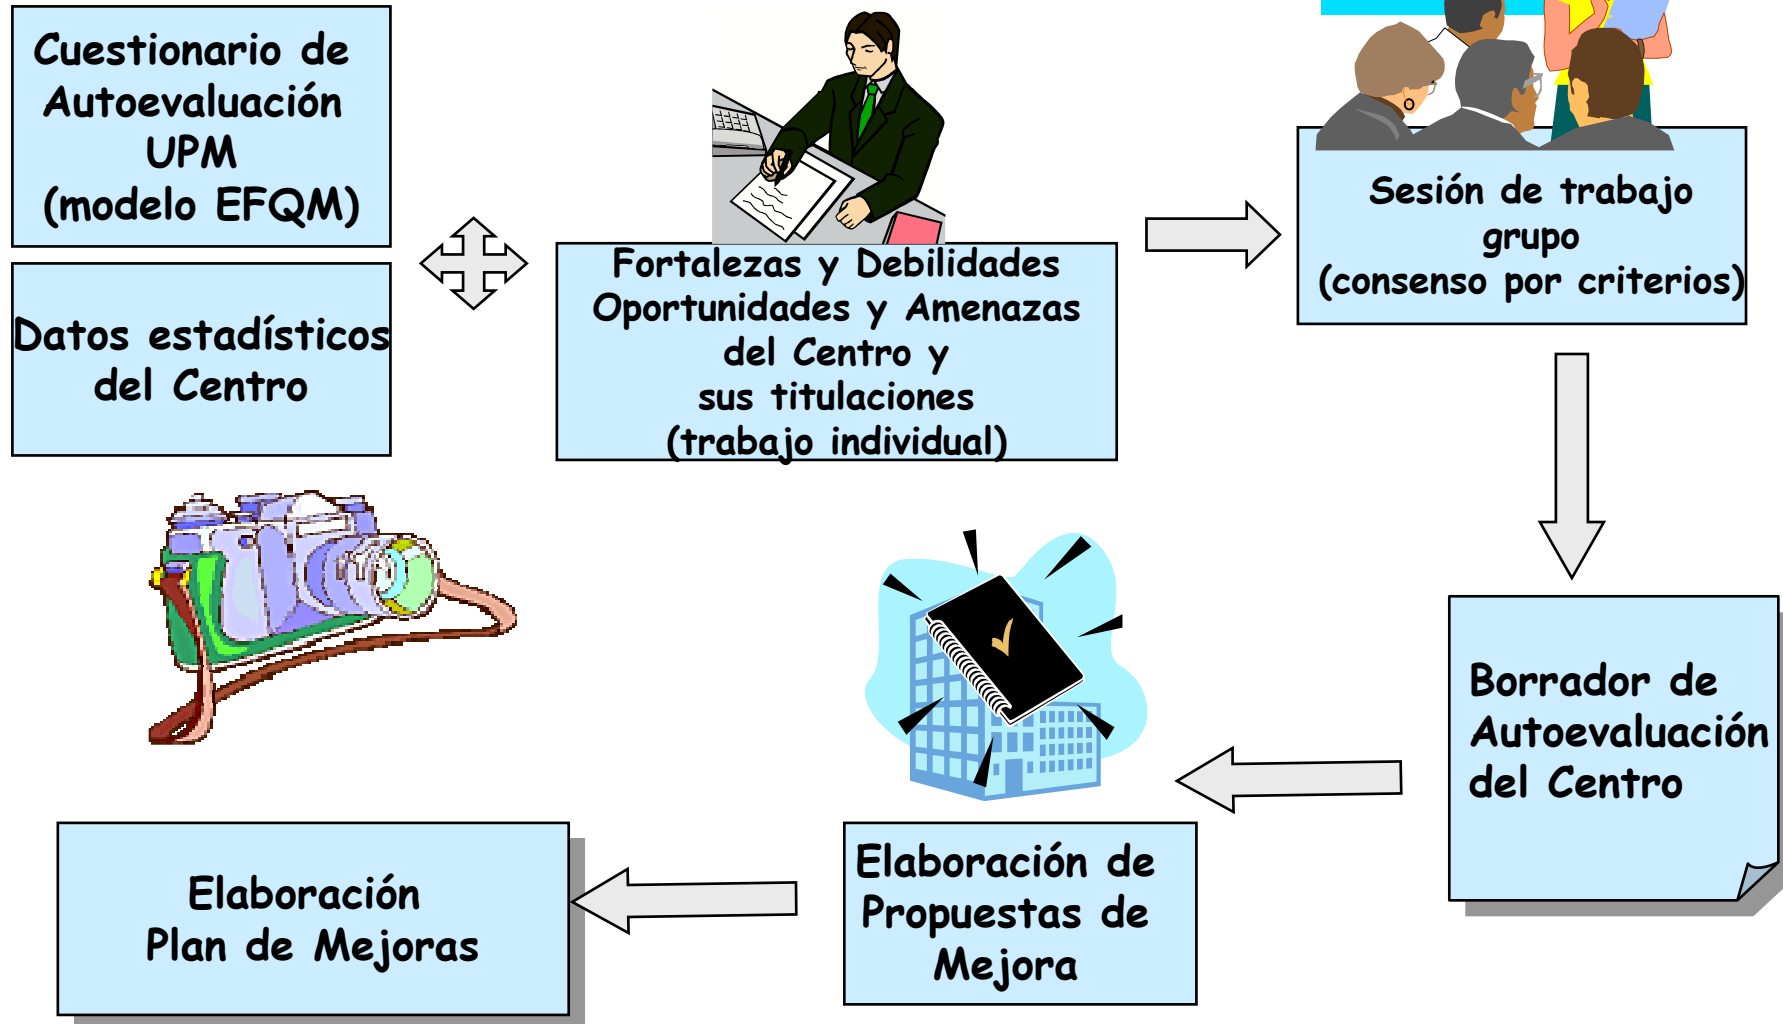 Cuestionario de
Autoevaluación
UPM
(modelo EFQM)
Datos estadísticos
del Centro
Fortalezas y Debilidades
Oportunidades y Amenazas
del Centro y
sus titulaciones
(trabajo individual)
Sesión de trabajo
grupo
(consenso por criterios)
Borrador de
Autoevaluación
del Centro
Elaboración de
Propuestas de
Mejora
Elaboración
Plan de Mejoras